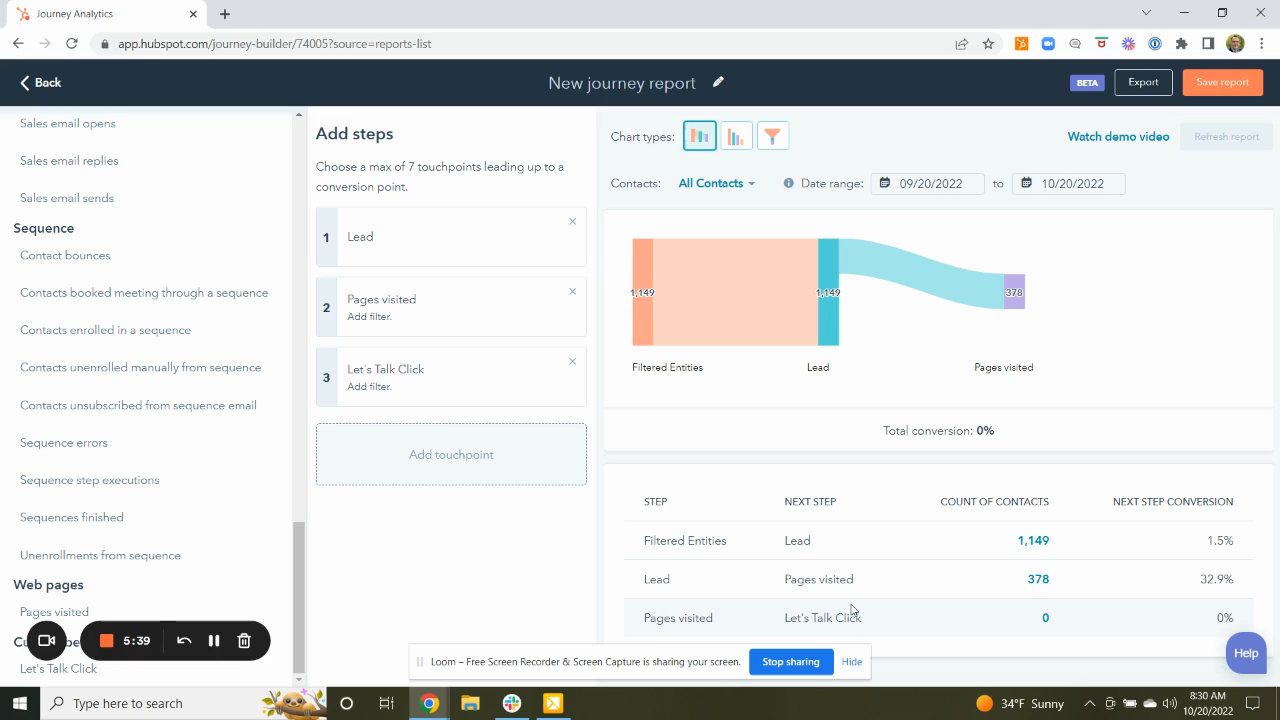 Journey Analytics
app.hubspot.com/journey-builder/74005?source=reports-list
Back
New journey report
BETA
Export
Save report
Sales email opens
Sales email replies
Sales email sends
Sequence
Contact bounces
Contacts booked meeting through a sequence
Contacts enrolled in a sequence
Contacts unenrolled manually from sequence
Contacts unsubscribed from sequence email
Sequence errors
Sequence step executions
Sequences finished
Unenrollments from sequence
Web pages
Pages visited
Let's Talk Click
5:39
Add steps
Choose a max of 7 touchpoints leading up to a
conversion point.
1
Lead
2
Pages visited
Add filter.
3
Let's Talk Click
Add filter.
Add touchpoint
Chart types:
Watch demo video
Refresh report
Contacts: All Contacts
Date range: 09/20/2022 to 10/20/2022
1,149
1,149
378
Filtered Entities
Lead
Pages visited
Total conversion: 0%
STEP NEXT STEP COUNT OF CONTACTS NEXT STEP CONVERSION
Filtered Entities Lead 1,149 1.5%
Lead Pages visited 378 32.9%
Pages visited Let's Talk Click 0 0%
Loom – Free Screen Recorder & Screen Capture is sharing your screen.
Stop sharing
Hide
Help
Type here to search
34°F Sunny
8:30 AM
10/20/2022